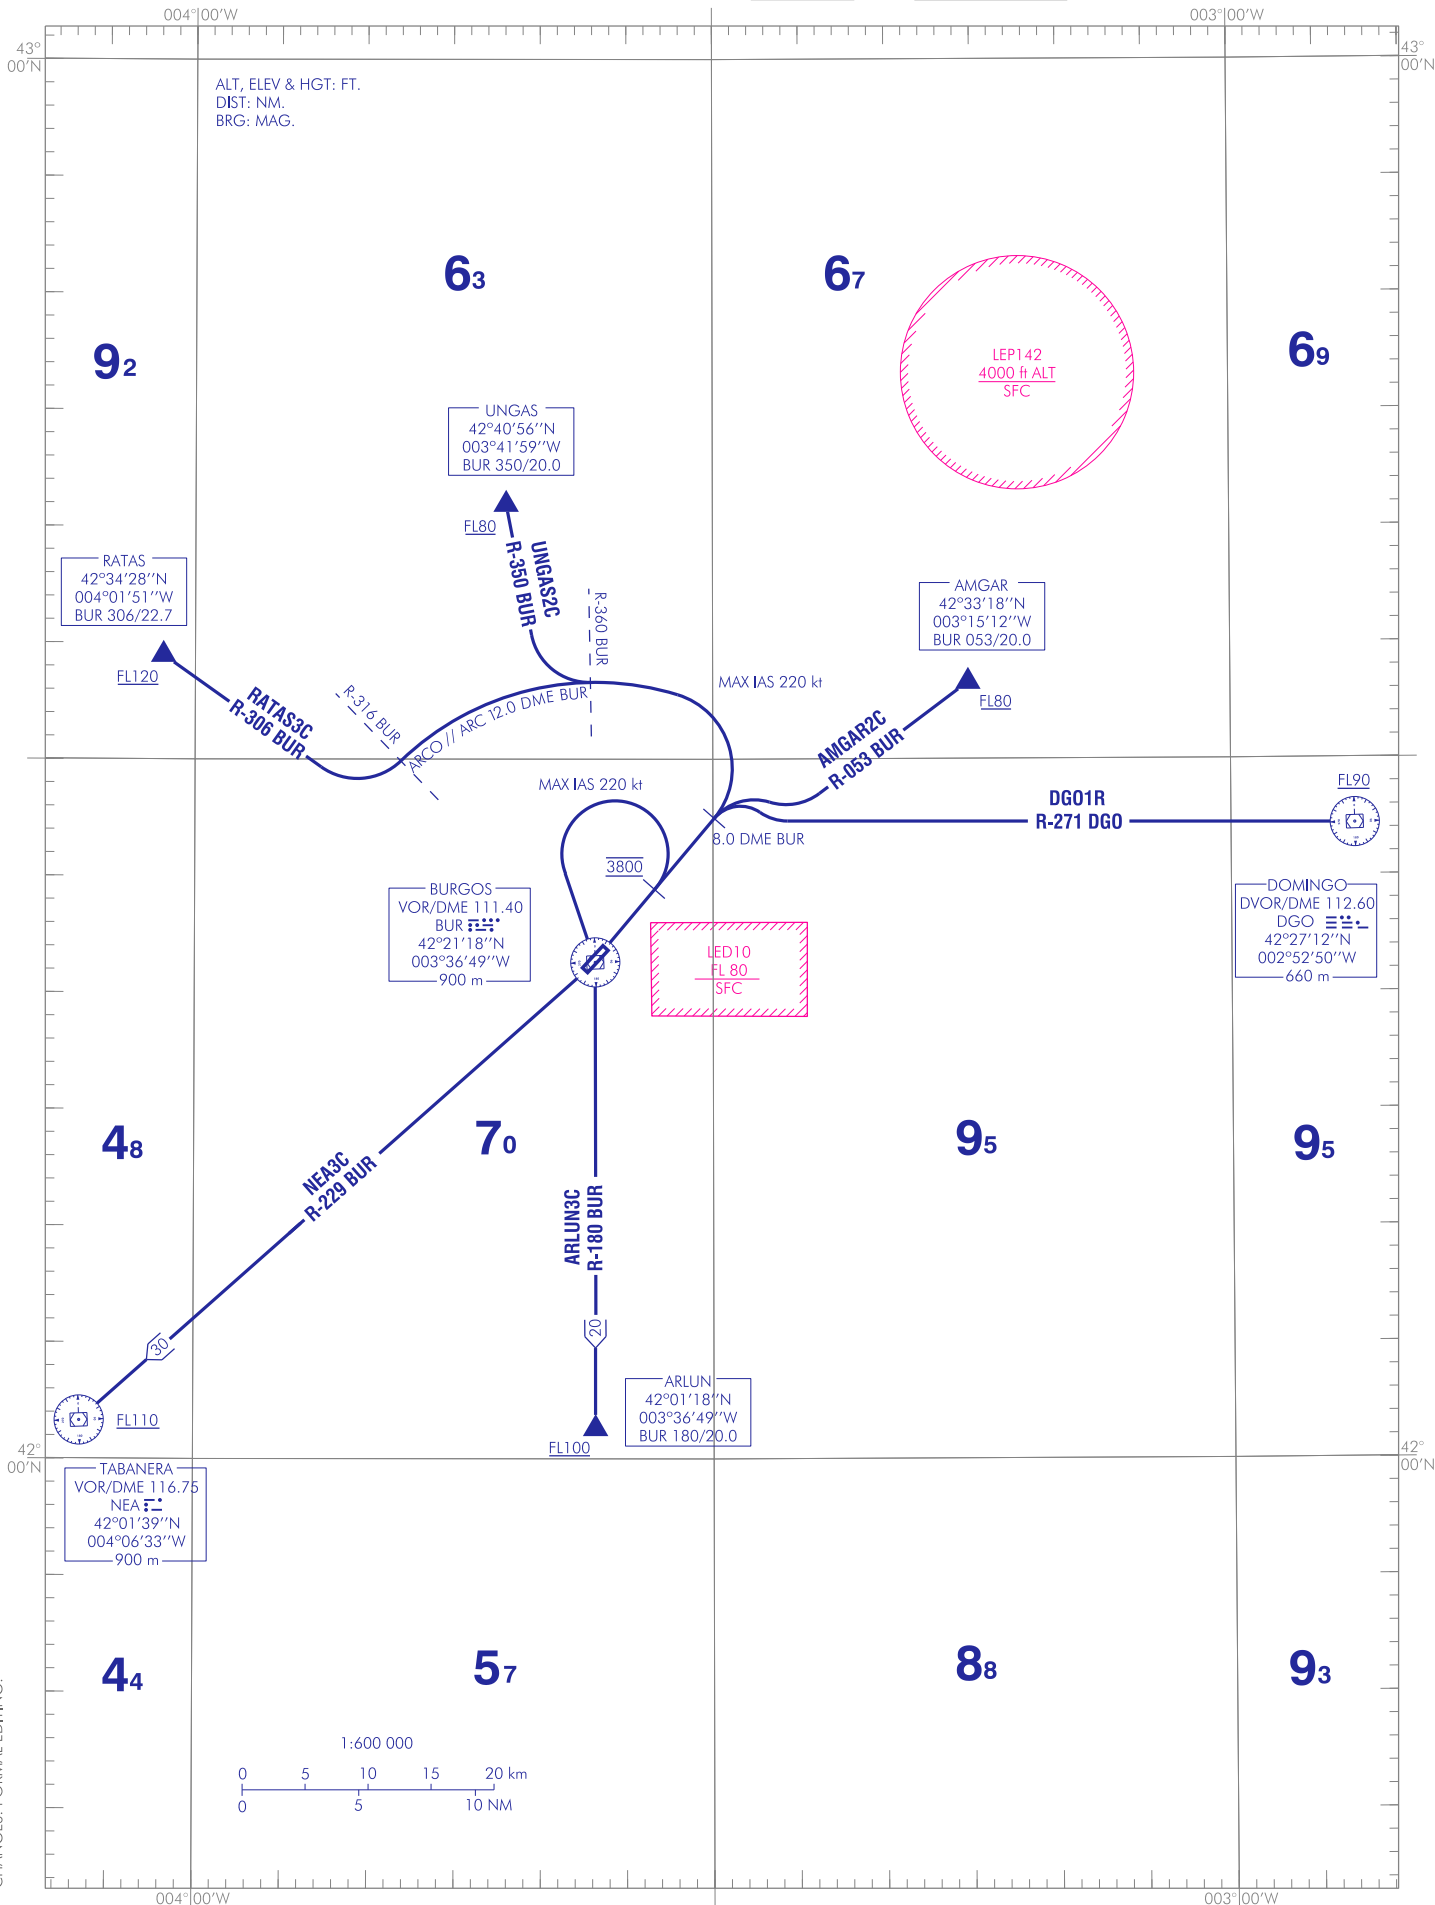 004°00'W
003°00'W
43°
00'N
43°
00'N
ALT, ELEV & HGT: FT.
DIST: NM.
BRG: MAG.
63
67
92
69
LEP142
4000 ft ALT
SFC
UNGAS
42°40'56''N
003°41'59''W
BUR 350/20.0
FL80
UNGAS2C
R-350 BUR
R-360 BUR
RATAS
42°34'28''N
004°01'51''W
BUR 306/22.7
FL120
RATAS3C
R-306 BUR
R-316 BUR
ARCO // ARC 12.0 DME BUR
AMGAR
42°33'18''N
003°15'12''W
BUR 053/20.0
FL80
MAX IAS 220 kt
AMGAR2C
R-053 BUR
MAX IAS 220 kt
FL90
DGO1R
R-271 DGO
8.0 DME BUR
3800
BURGOS
VOR/DME 111.40
BUR
42°21'18''N
003°36'49''W
900 m
DOMINGO
DVOR/DME 112.60
DGO
42°27'12''N
002°52'50''W
660 m
LED10
FL 80
SFC
48
70
95
95
NEA3C
R-229 BUR
ARLUN3C
R-180 BUR
30
20
FL110
ARLUN
42°01'18''N
003°36'49''W
BUR 180/20.0
FL100
42°
00'N
42°
00'N
TABANERA
VOR/DME 116.75
NEA
42°01'39''N
004°06'33''W
900 m
44
57
88
93
1:600 000
0 5 10 15 20 km
0 5 10 NM
004°00'W
003°00'W